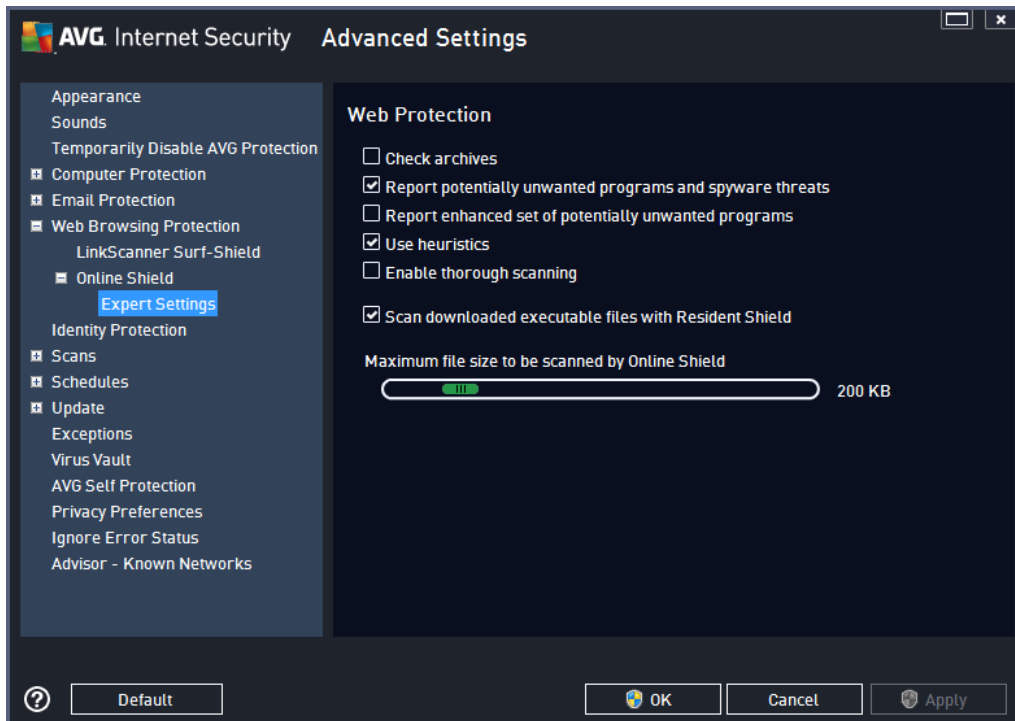 AVG. Internet Security Advanced Settings
Appearance
Sounds
Temporarily Disable AVG Protection
Computer Protection
Email Protection
Web Browsing Protection
LinkScanner Surf-Shield
Online Shield
Expert Settings
Identity Protection
Scans
Schedules
Update
Exceptions
Virus Vault
AVG Self Protection
Privacy Preferences
Ignore Error Status
Advisor - Known Networks
Web Protection
Check archives
Report potentially unwanted programs and spyware threats
Report enhanced set of potentially unwanted programs
Use heuristics
Enable thorough scanning
Scan downloaded executable files with Resident Shield
Maximum file size to be scanned by Online Shield
200 KB
? Default OK Cancel Apply